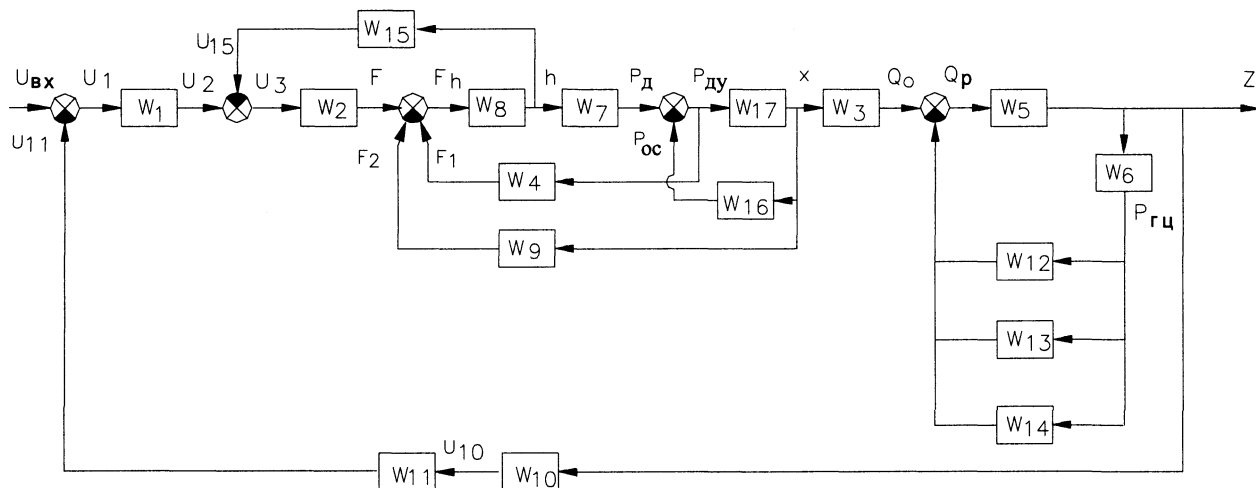 W15
U15
Uвх U1 U2 U3 F Fh h Pд Pду x Qo Qp Z
W1 W2 W8 W7 W17 W3 W5
U11
F2 F1 Poc
W4 W16 W6
Pгц
W9 W12
W13
W14
U10
W11 W10